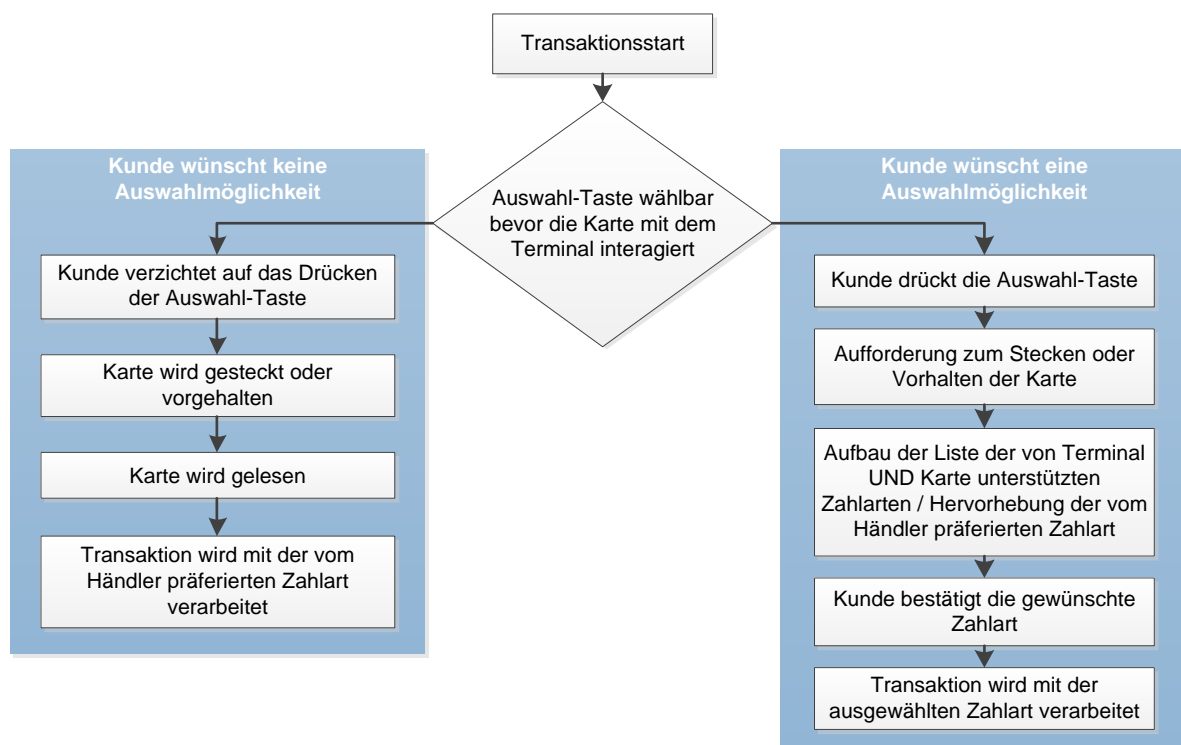 Transaktionsstart
Auswahl-Taste wählbar
bevor die Karte mit dem
Terminal interagiert
Kunde wünscht keine
Auswahlmöglichkeit
Kunde verzichtet auf das Drücken
der Auswahl-Taste
Karte wird gesteckt oder
vorgehalten
Karte wird gelesen
Transaktion wird mit der vom
Händler präferierten Zahlart
verarbeitet
Kunde wünscht eine
Auswahlmöglichkeit
Kunde drückt die Auswahl-Taste
Aufforderung zum Stecken oder
Vorhalten der Karte
Aufbau der Liste der von Terminal
UND Karte unterstützten
Zahlarten / Hervorhebung der vom
Händler präferierten Zahlart
Kunde bestätigt die gewünschte
Zahlart
Transaktion wird mit der
ausgewählten Zahlart verarbeitet